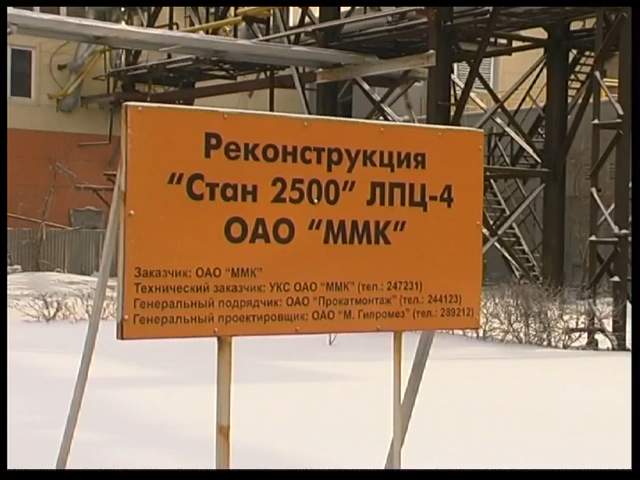 Реконструкция
“Стан 2500” ЛПЦ-4
ОАО “ММК”
Заказчик: ОАО “ММК”
Технический заказчик: УКС ОАО “ММК” (тел.: 247231)
Генеральный подрядчик: ОАО “Прокатмонтаж” (тел.: 244123)
Генеральный проектировщик: ОАО “М. Гипромез” (тел.: 289212)